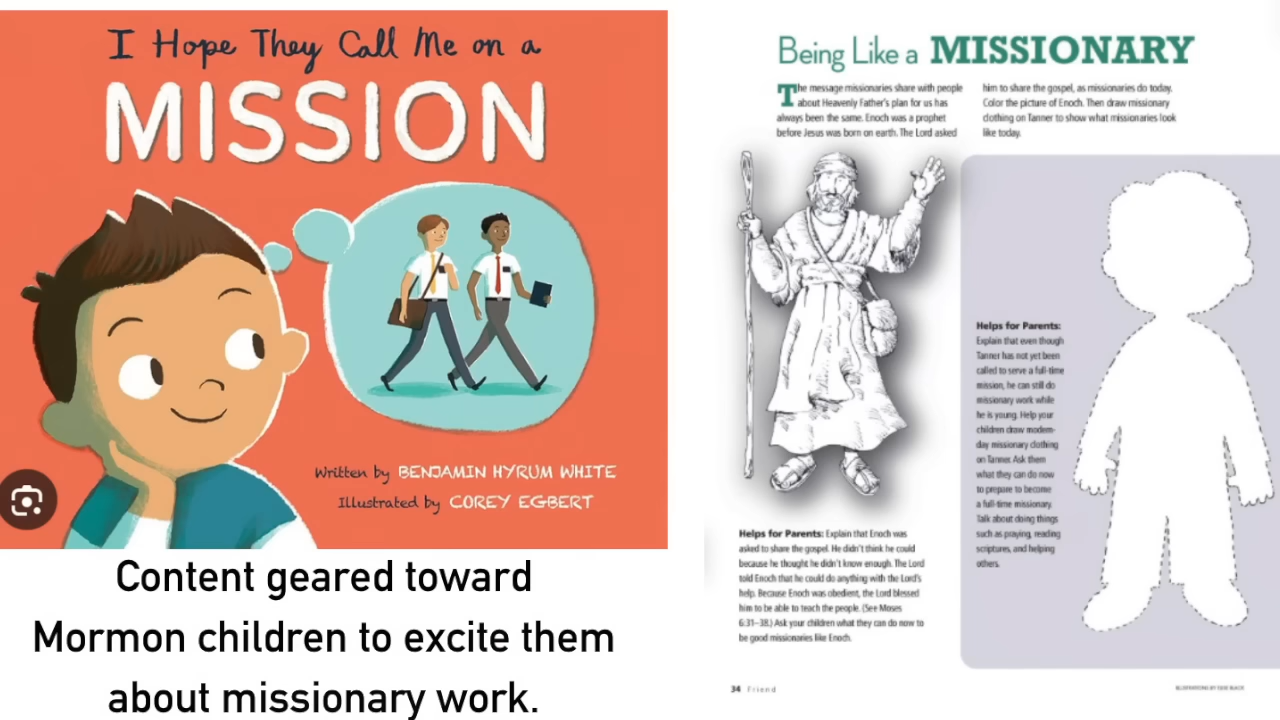 I Hope They Call Me on a
MISSION
Written by BENJAMIN HYRUM WHITE
Illustrated by COREY EGBERT
Content geared toward
Mormon children to excite them
about missionary work.
Being Like a MISSIONARY
The message missionaries share with people
about Heavenly Father's plan for us has
always been the same. Enoch was a prophet
before Jesus was born on earth. The Lord asked
him to share the gospel, as missionaries do today.
Color the picture of Enoch. Then draw missionary
clothing on Tanner to show what missionaries look
like today.
Helps for Parents:
Explain that even though
Tanner has not yet been
called to serve a full-time
mission, he can still do
missionary work while
he is young. Help your
children draw modern-
day missionary clothing
on Tanner. Ask them
what they can do now
to prepare to become
a full-time missionary.
Talk about doing things
such as praying, reading
scriptures, and helping
others.
Helps for Parents: Explain that Enoch was
asked to share the gospel. He didn't think he could
because he thought he didn't know enough. The Lord
told Enoch that he could do anything with the Lord's
help. Because Enoch was obedient, the Lord blessed
him to be able to teach the people. (See Moses
6:31–38.) Ask your children what they can do now to
be good missionaries like Enoch.
34 Friend